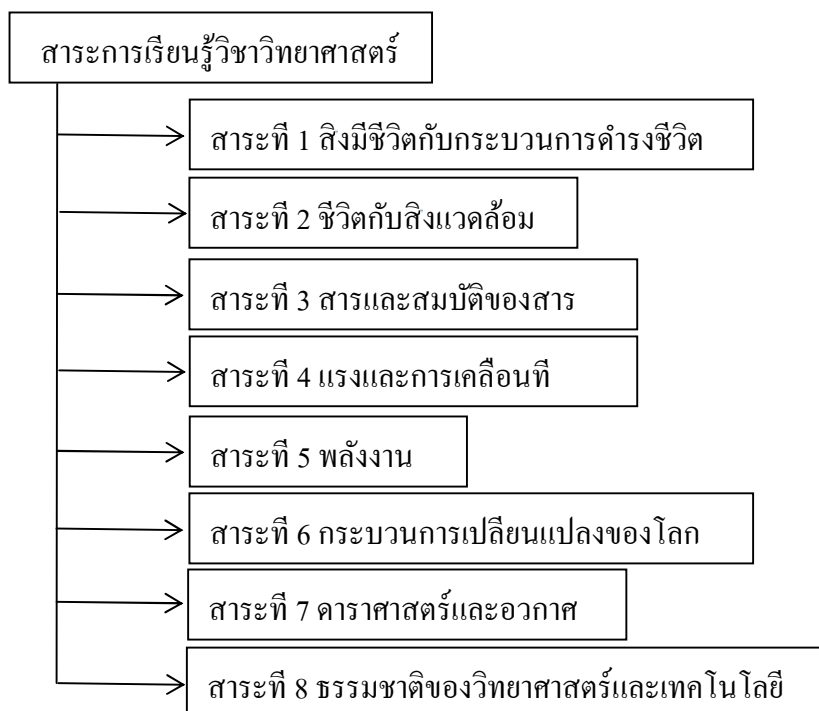 สาระการเรียนรู้วิชาวิทยาศาสตร์
สาระที 1 สิงมีชีวิตกับกระบวนการดำรงชีวิต
สาระที 2 ชีวิตกับสิงแวดล้อม
สาระที 3 สารและสมบัติของสาร
สาระที 4 แรงและการเคลือนที
สาระที 5 พลังงาน
สาระที 6 กระบวนการเปลียนแปลงของโลก
สาระที 7 ดาราศาสตร์และอวกาศ
สาระที 8 ธรรมชาติของวิทยาศาสตร์และเทคโนโลยี